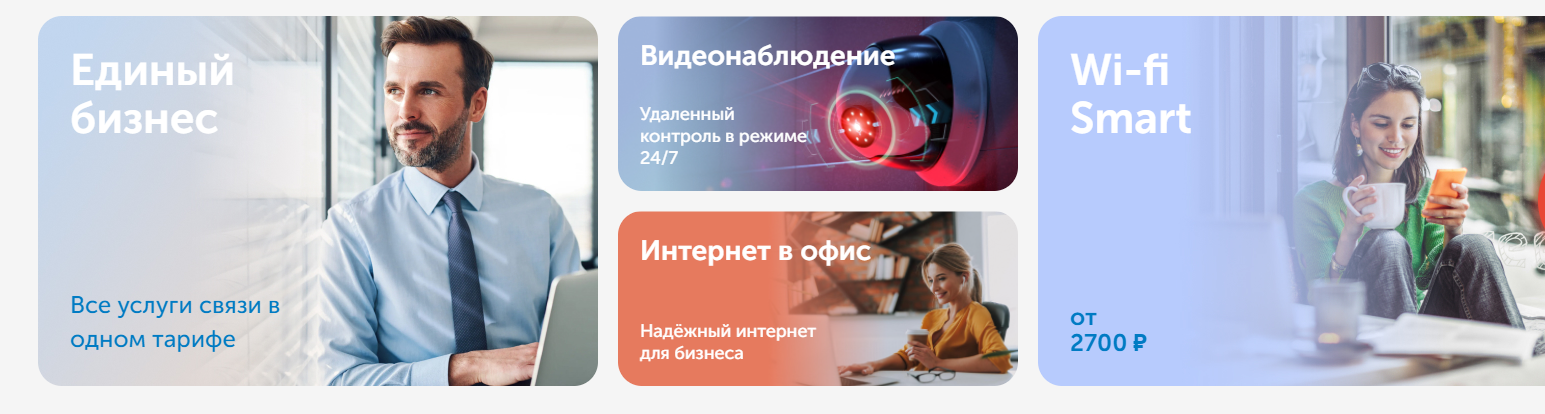 Единый
бизнес
Все услуги связи в
одном тарифе
Видеонаблюдение
Удаленный
контроль в режиме
24/7
Интернет в офис
Надёжный интернет
для бизнеса
Wi-fi
Smart
от
2700 ₽